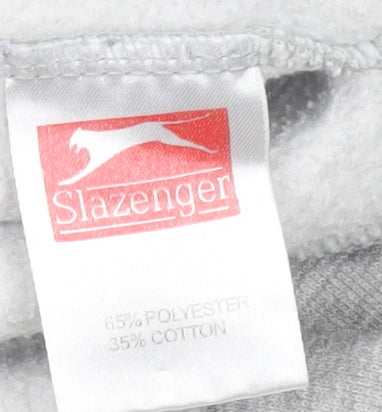 Slazenger
65% POLYESTER
35% COTTON